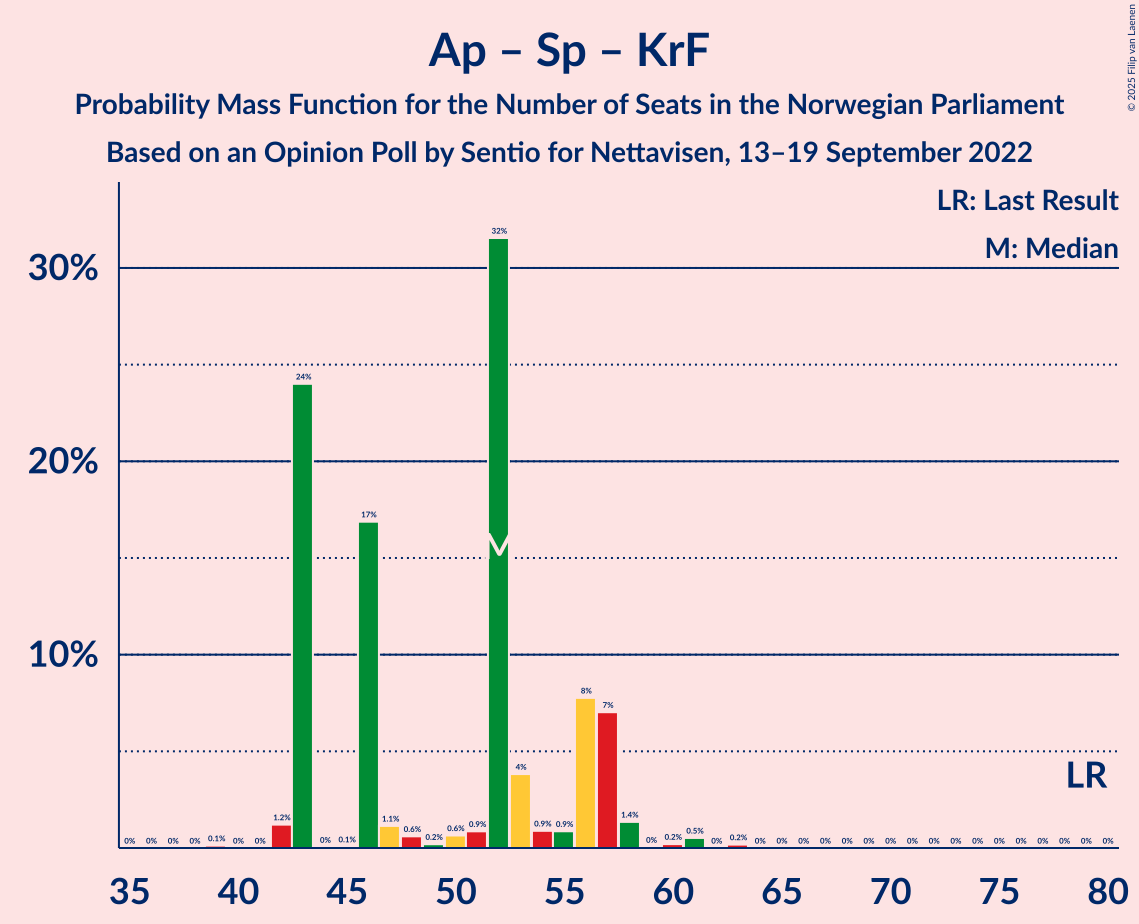 Ap – Sp – KrF
Probability Mass Function for the Number of Seats in the Norwegian Parliament
Based on an Opinion Poll by Sentio for Nettavisen, 13–19 September 2022
© 2025 Filip van Laenen
LR: Last Result
M: Median
30%
20%
10%
0% 0% 0% 0% 0.1% 0% 0% 1.2% 24% 0% 0.1% 17% 1.1% 0.6% 0.2% 0.6% 0.9% 32% 4% 0.9% 0.9% 8% 7% 1.4% 0% 0.2% 0.5% 0% 0.2% 0% 0% 0% 0% 0% 0% 0% 0% 0% 0% 0% 0% 0% 0% 0% 0% 0%
M
LR
35 40 45 50 55 60 65 70 75 80